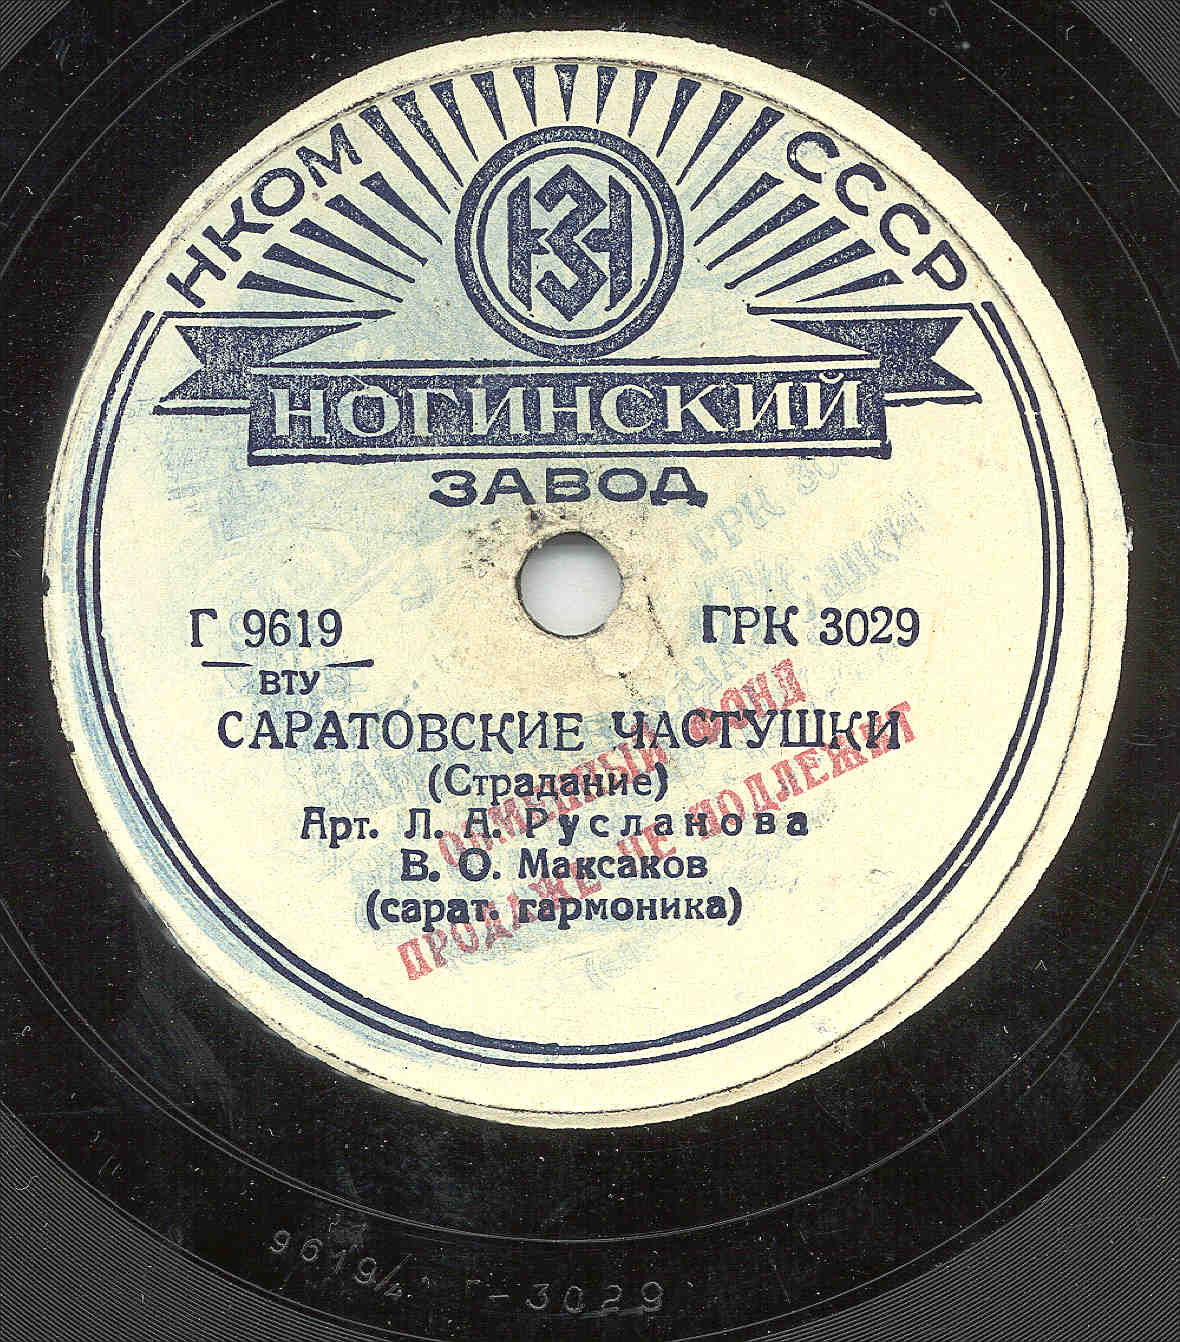 НКОМ СССР
НЗ
НОГИНСКИЙ
ЗАВОД
Г 9619 ГРК 3029
ВТУ
САРАТОВСКИЕ ЧАСТУШКИ
(Страдание)
Арт. Л. А. Русланова
В. О. Максаков
(сарат. гармоника)
ОБМЕННЫЙ ФОНД
ПРОДАЖЕ НЕ ПОДЛЕЖИТ
9619/4 Г-3029